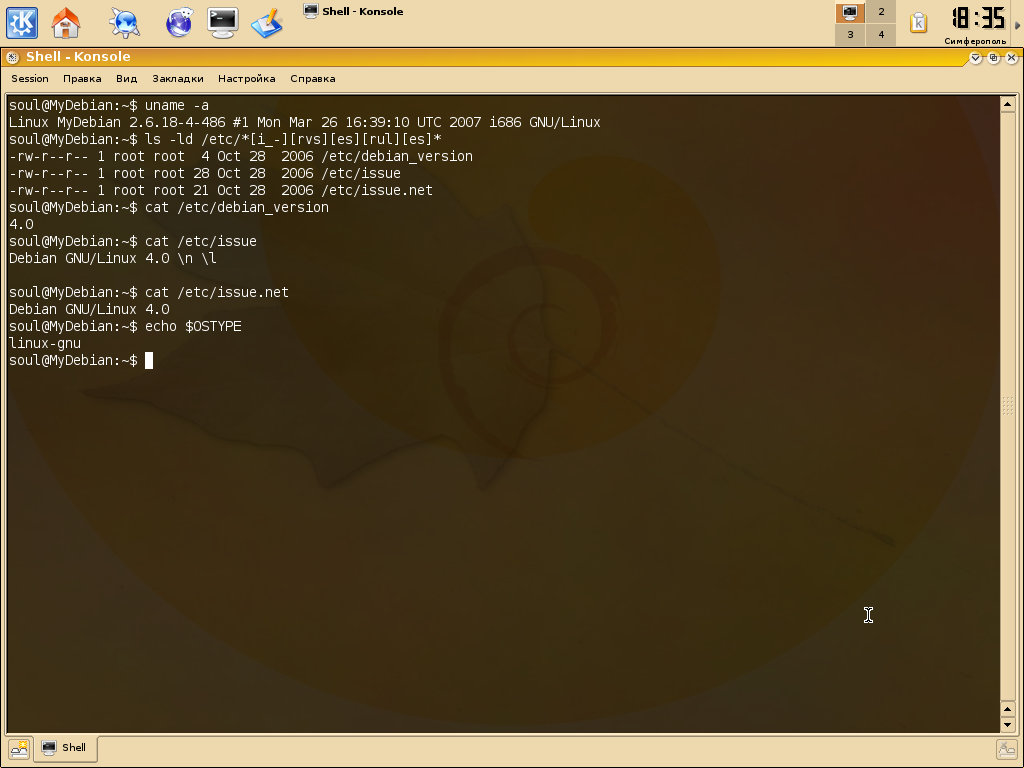 Shell - Konsole
2
3 4
18:35
Симферополь
Shell - Konsole
Session Правка Вид Закладки Настройка Справка
soul@MyDebian:~$ uname -a
Linux MyDebian 2.6.18-4-486 #1 Mon Mar 26 16:39:10 UTC 2007 i686 GNU/Linux
soul@MyDebian:~$ ls -ld /etc/*[i_-][rvs][es][rul][es]*
-rw-r--r-- 1 root root  4 Oct 28  2006 /etc/debian_version
-rw-r--r-- 1 root root 28 Oct 28  2006 /etc/issue
-rw-r--r-- 1 root root 21 Oct 28  2006 /etc/issue.net
soul@MyDebian:~$ cat /etc/debian_version
4.0
soul@MyDebian:~$ cat /etc/issue
Debian GNU/Linux 4.0 \n \l
soul@MyDebian:~$ cat /etc/issue.net
Debian GNU/Linux 4.0
soul@MyDebian:~$ echo $OSTYPE
linux-gnu
soul@MyDebian:~$
Shell